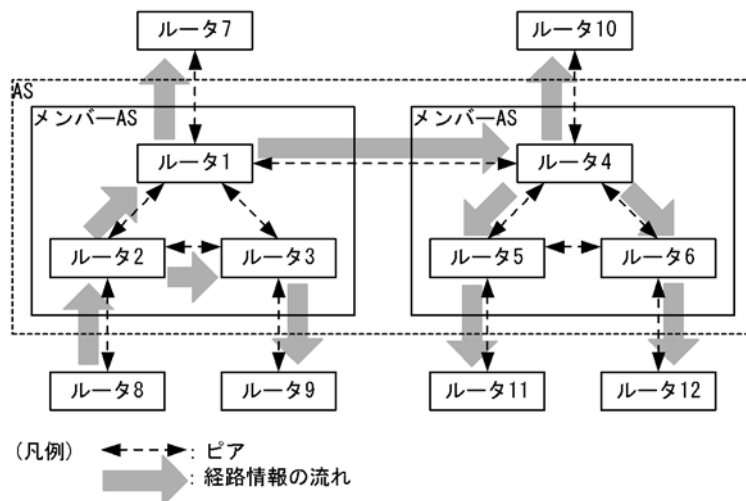 ルータ7
ルータ10
AS
メンバーAS
メンバーAS
ルータ1
ルータ4
ルータ2
ルータ3
ルータ5
ルータ6
ルータ8
ルータ9
ルータ11
ルータ12
(凡例)
: ピア
: 経路情報の流れ